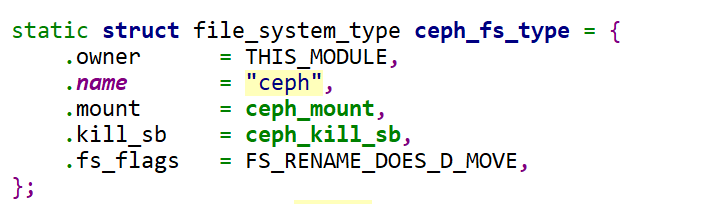 static struct file_system_type ceph_fs_type = {
    .owner      = THIS_MODULE,
    .name       = "ceph",
    .mount      = ceph_mount,
    .kill_sb    = ceph_kill_sb,
    .fs_flags   = FS_RENAME_DOES_D_MOVE,
};